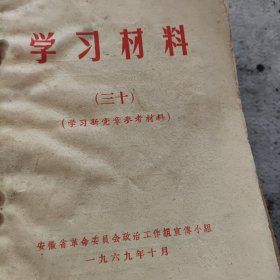 学习材料
(三十)
(学习新党章参考材料)
安徽省革命委员会政治工作组宣传小组
一九六九年十月